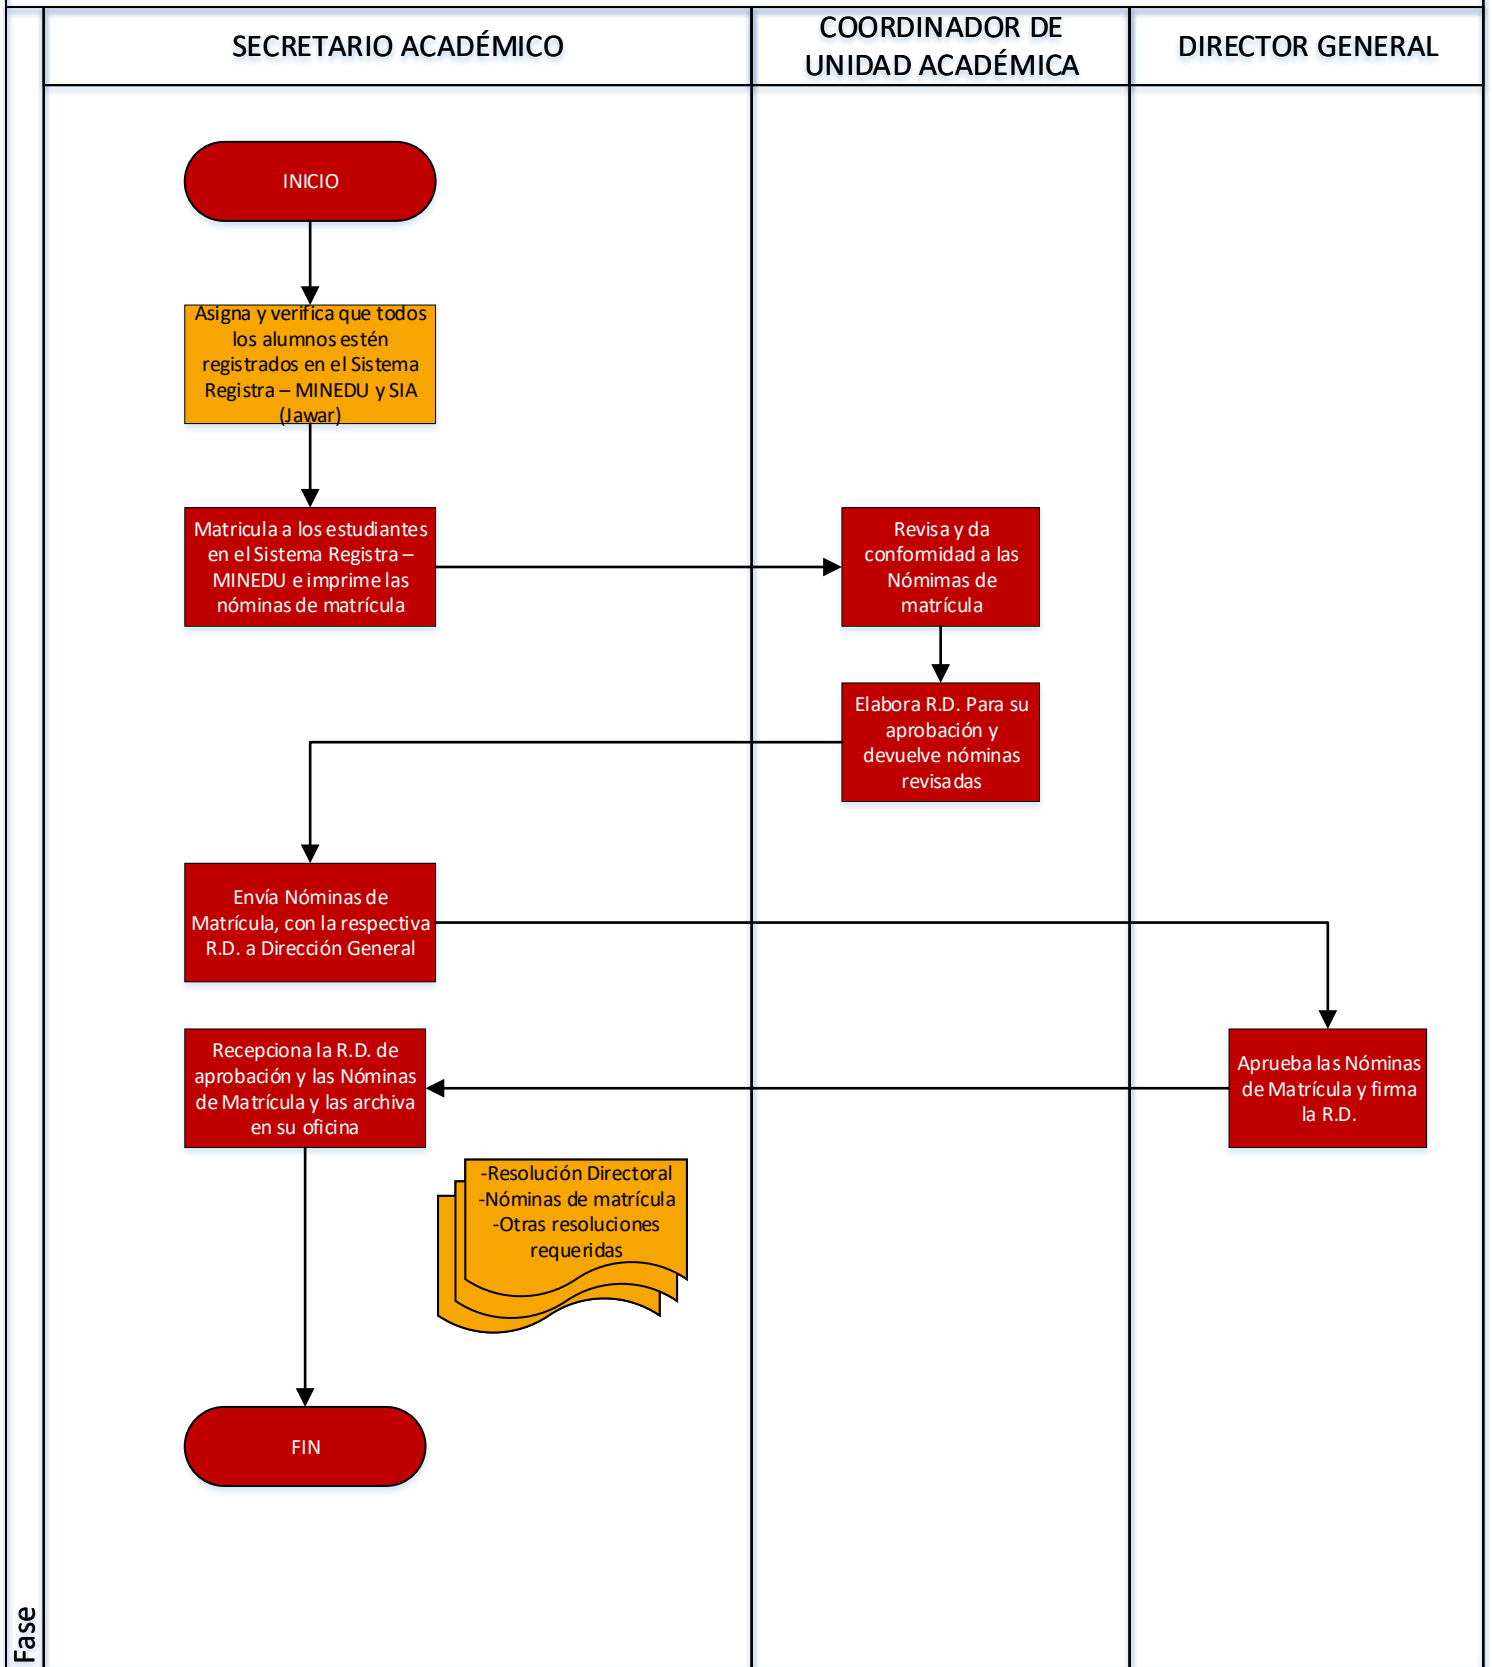 SECRETARIO ACADÉMICO
COORDINADOR DE
UNIDAD ACADÉMICA
DIRECTOR GENERAL
INICIO
Asigna y verifica que todos
los alumnos estén
registrados en el Sistema
Registra – MINEDU y SIA
(Jawar)
Matricula a los estudiantes
en el Sistema Registra –
MINEDU e imprime las
nóminas de matrícula
Revisa y da
conformidad a las
Nómimas de
matrícula
Elabora R.D. Para su
aprobación y
devuelve nóminas
revisadas
Envía Nóminas de
Matrícula, con la respectiva
R.D. a Dirección General
Aprueba las Nóminas
de Matrícula y firma
la R.D.
Recepciona la R.D. de
aprobación y las Nóminas
de Matrícula y las archiva
en su oficina
-Resolución Directoral
-Nóminas de matrícula
-Otras resoluciones
requeridas
FIN
Fase